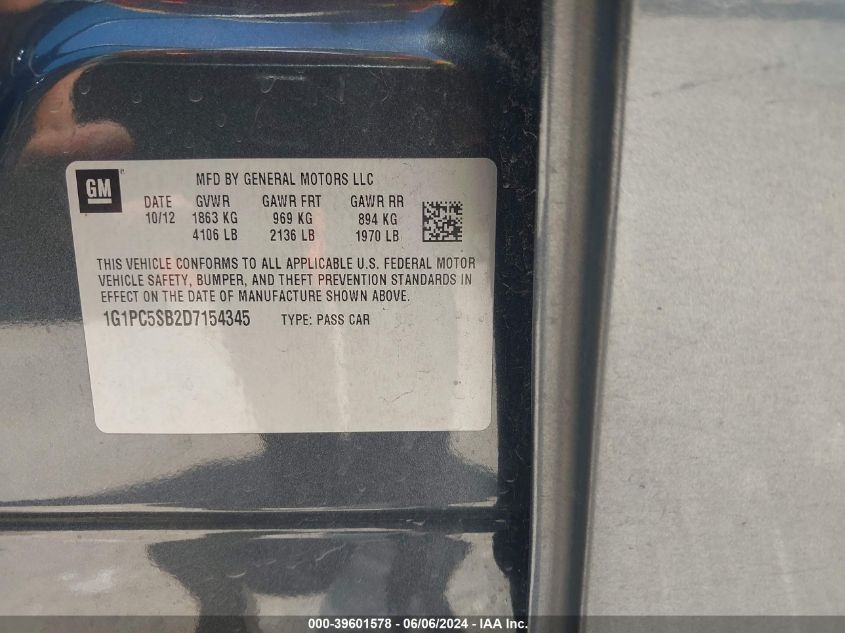 GM
MFD BY GENERAL MOTORS LLC
DATE GVWR GAWR FRT GAWR RR
10/12 1863 KG 969 KG 894 KG
4106 LB 2136 LB 1970 LB
THIS VEHICLE CONFORMS TO ALL APPLICABLE U.S. FEDERAL MOTOR
VEHICLE SAFETY, BUMPER, AND THEFT PREVENTION STANDARDS IN
EFFECT ON THE DATE OF MANUFACTURE SHOWN ABOVE.
1G1PC5SB2D7154345 TYPE: PASS CAR
000-39601578 - 06/06/2024 - IAA Inc.